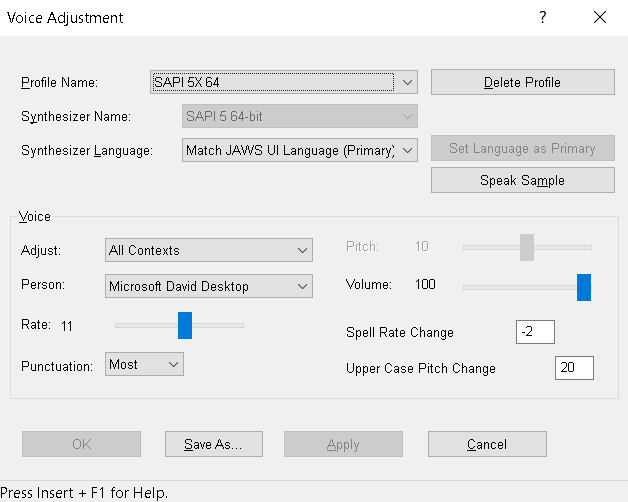 Voice Adjustment
Profile Name: SAPI 5X 64 Delete Profile
Synthesizer Name: SAPI 5 64-bit
Synthesizer Language: Match JAWS UI Language (Primary) Set Language as Primary
Speak Sample
Voice
Adjust: All Contexts Pitch: 10
Person: Microsoft David Desktop Volume: 100
Rate: 11 Spell Rate Change -2
Punctuation: Most Upper Case Pitch Change 20
OK Save As... Apply Cancel
Press Insert + F1 for Help.